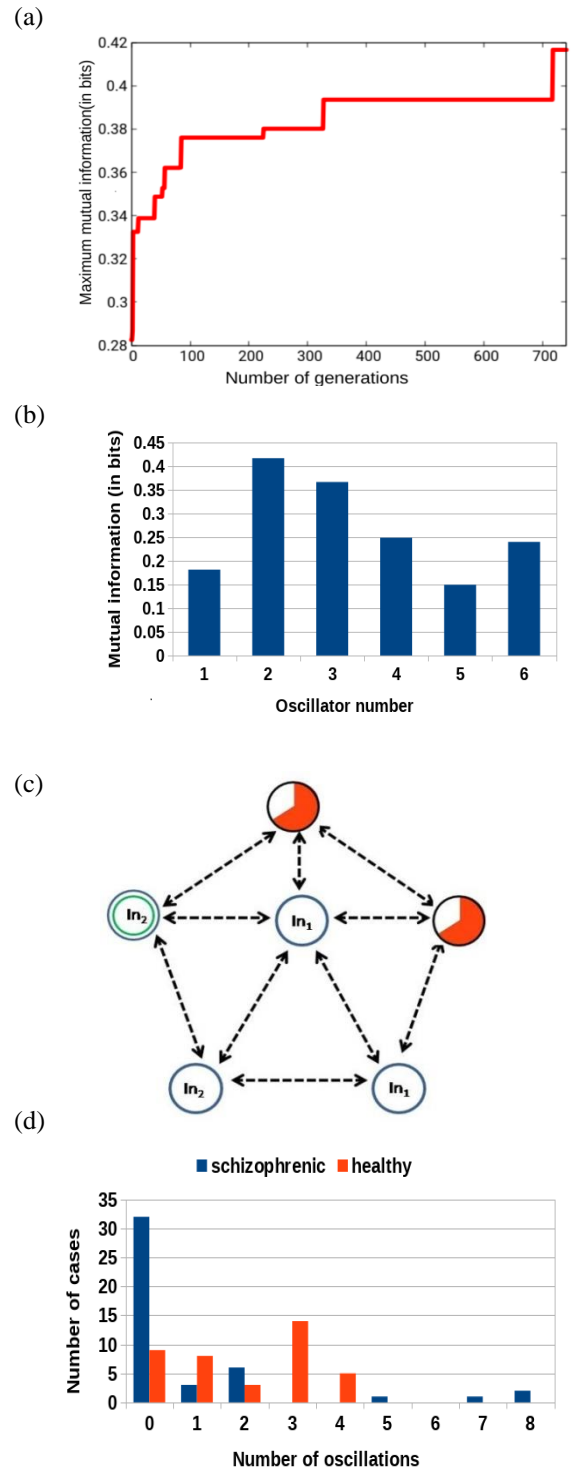 (a)
0.42
0.4
0.38
0.36
0.34
0.32
0.3
0.28
Maximum mutual information(in bits)
0 100 200 300 400 500 600 700
Number of generations
(b)
0.45
0.4
0.35
0.3
0.25
0.2
0.15
0.1
0.05
0
Mutual information (in bits)
1 2 3 4 5 6
Oscillator number
(c)
In2 In1
In2 In1
(d)
schizophrenic healthy
35
30
25
20
15
10
5
0
Number of cases
0 1 2 3 4 5 6 7 8
Number of oscillations